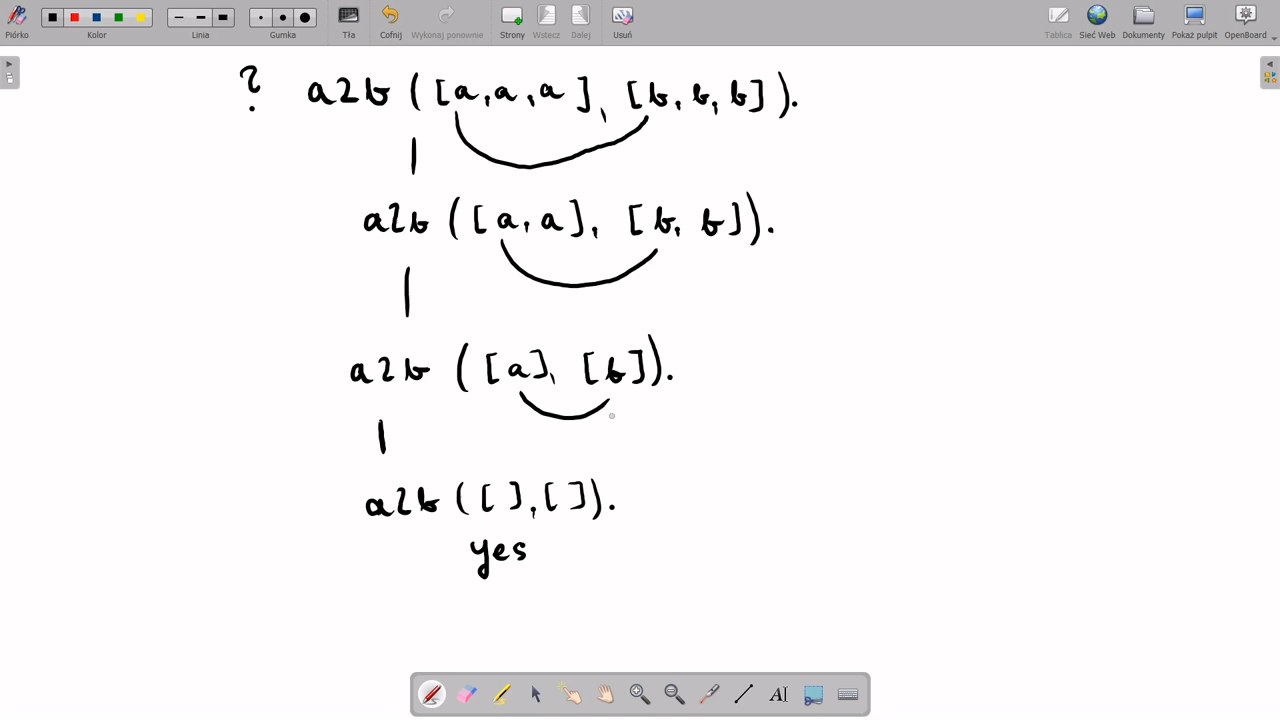 Piórko Kolor Linia Gumka Tła Cofnij Wykonaj ponownie Strony Wstecz Dalej Usuń Tablica Sieć Web Dokumenty Pokaż pulpit OpenBoard
? a2b ([a,a,a], [b,b,b]).
a2b ([a,a], [b,b]).
a2b ([a], [b]).
a2b ([ ],[ ]).
yes
AI